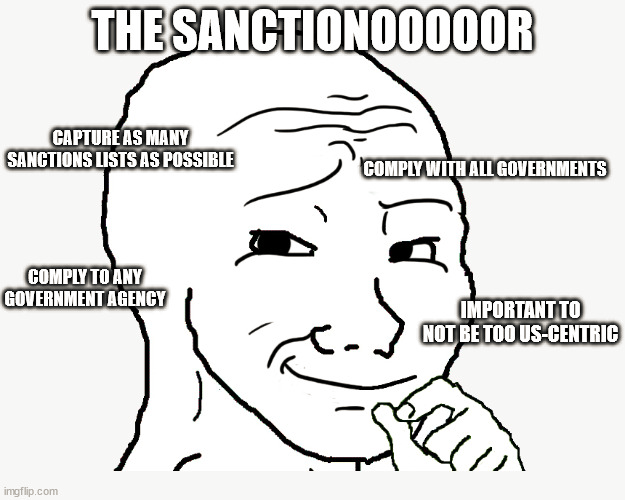 THE SANCTIONOOOOOR
CAPTURE AS MANY
SANCTIONS LISTS AS POSSIBLE
COMPLY WITH ALL GOVERNMENTS
COMPLY TO ANY
GOVERNMENT AGENCY
IMPORTANT TO
NOT BE TOO US-CENTRIC
imgflip.com